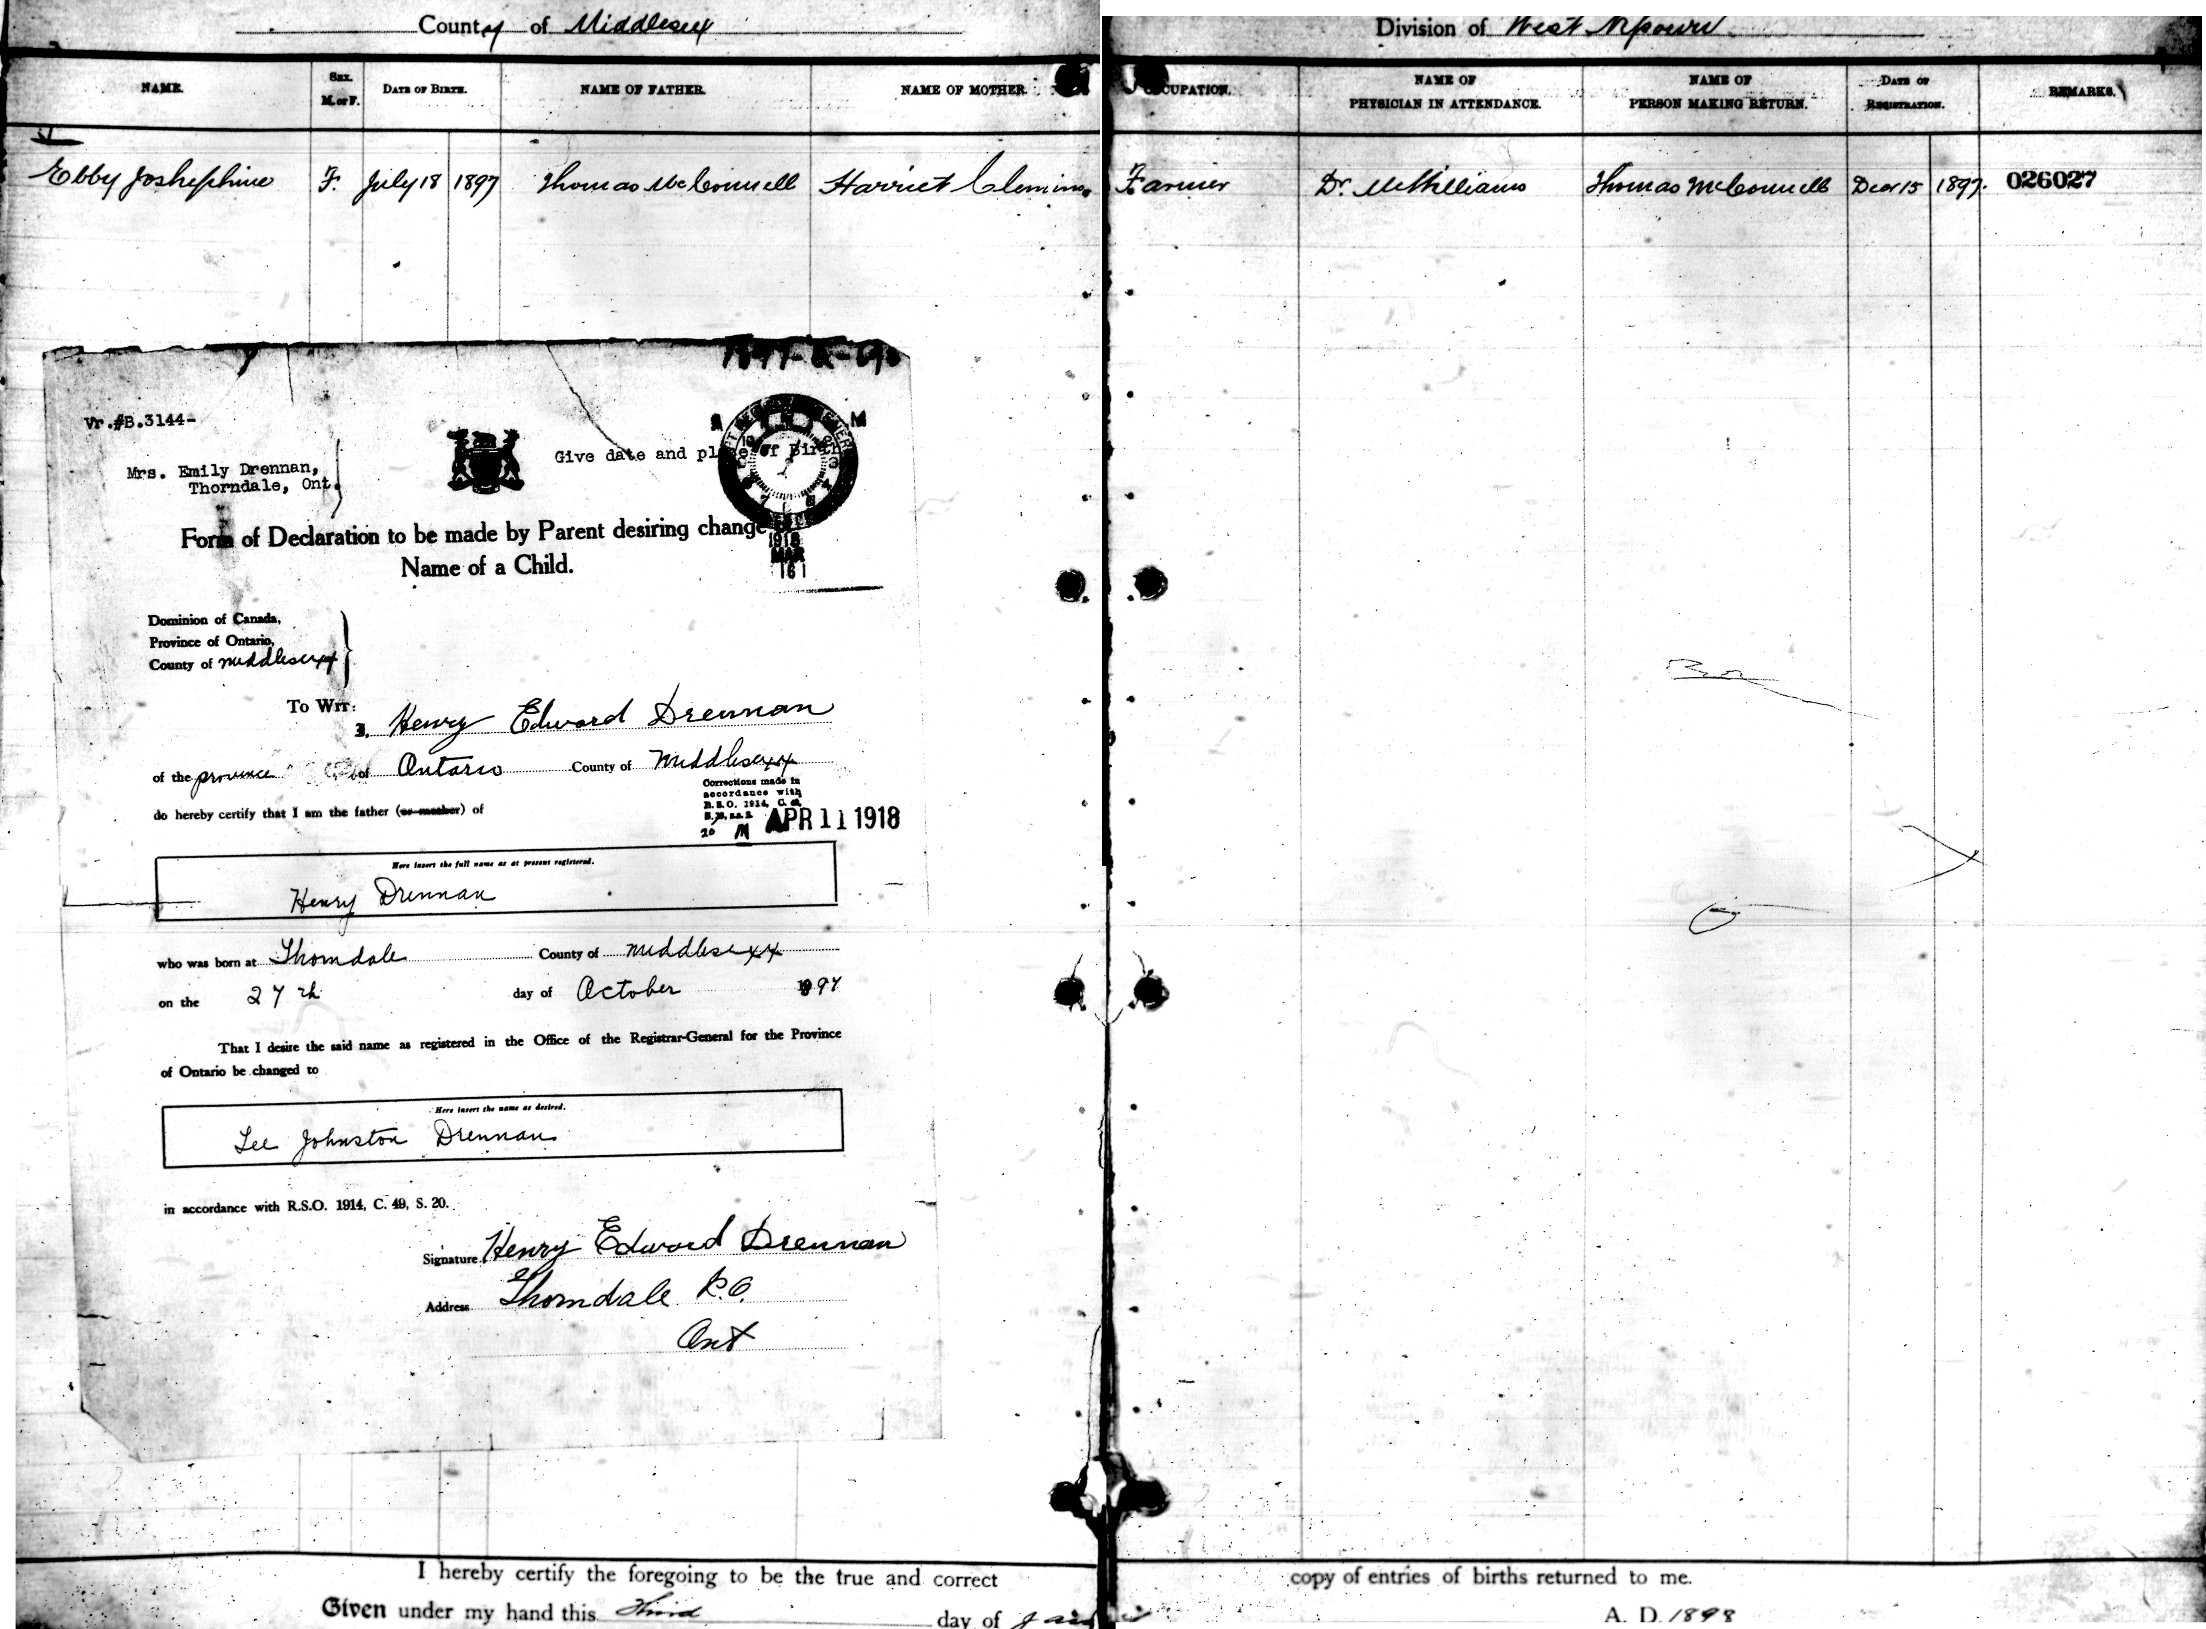 County of Middlesex
Division of West Nissouri
NAME. SEX. M. or F. DATE OF BIRTH. NAME OF FATHER. NAME OF MOTHER. OCCUPATION. NAME OF PHYSICIAN IN ATTENDANCE. NAME OF PERSON MAKING RETURN. DATE OF REGISTRATION. REMARKS.
Ebby Joshephine F. July 18 1897 Thomas McConnell Harriet Clemins Farmer Dr. McWilliams Thomas McConnell Decr 15 1897. 026027
Vr.#B.3144-
Mrs. Emily Drennan,
Thorndale, Ont.
Give date and place of Birth
1918
MAR
16
Form of Declaration to be made by Parent desiring change
Name of a Child.
Dominion of Canada,
Province of Ontario,
County of Middlesexx
TO WIT:
I, Henry Edward Drennan
of the province of Ontario County of Middlesexx
Corrections made in
accordance with
R.S.O. 1914, C. 49,
do hereby certify that I am the father (or mother) of
APR 11 1918
Here insert the full name as at present registered.
Henry Drennan
who was born at Thorndale County of Middlesexx
on the 27th day of October 1897
That I desire the said name as registered in the Office of the Registrar-General for the Province
of Ontario be changed to
Here insert the name as desired.
Lee Johnston Drennan
in accordance with R.S.O. 1914, C. 49, S. 20.
Signature Henry Edward Drennan
Address Thorndale P.O.
Ont
I hereby certify the foregoing to be the true and correct copy of entries of births returned to me.
Given under my hand this Third day of A. D. 1898